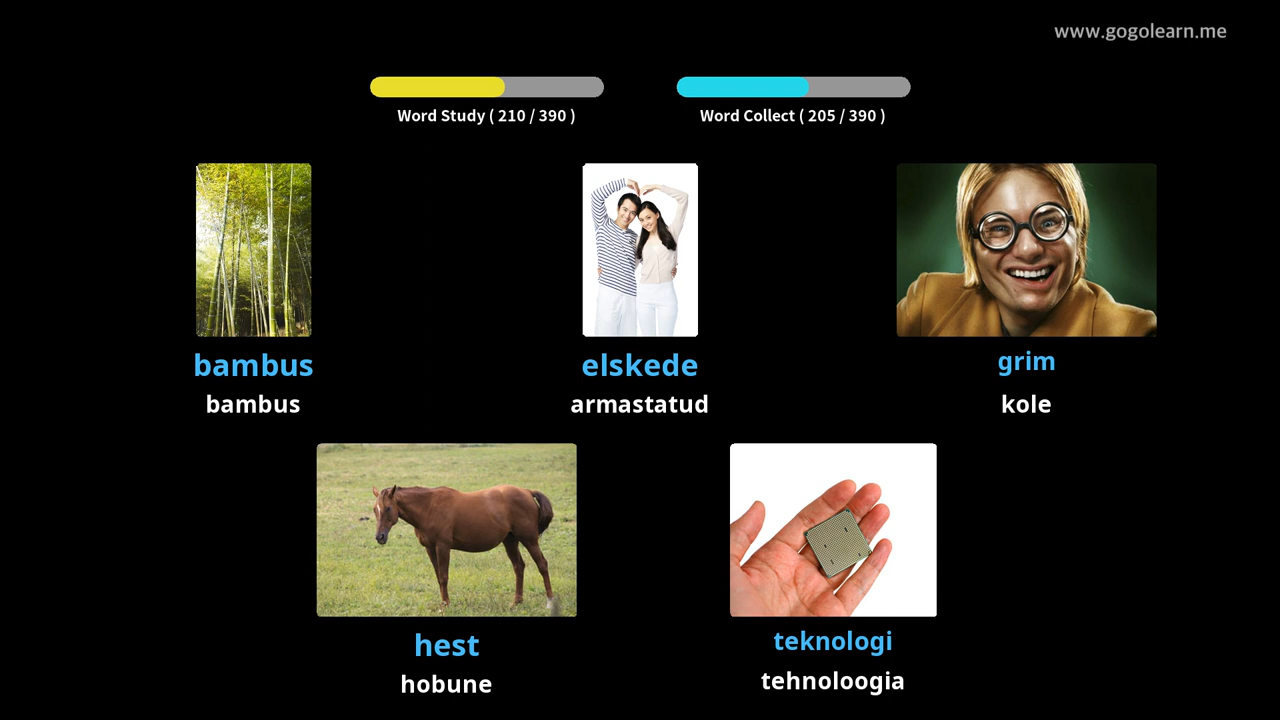 www.gogolearn.me
Word Study ( 210 / 390 )
Word Collect ( 205 / 390 )
bambus
bambus
elskede
armastatud
grim
kole
hest
hobune
teknologi
tehnoloogia